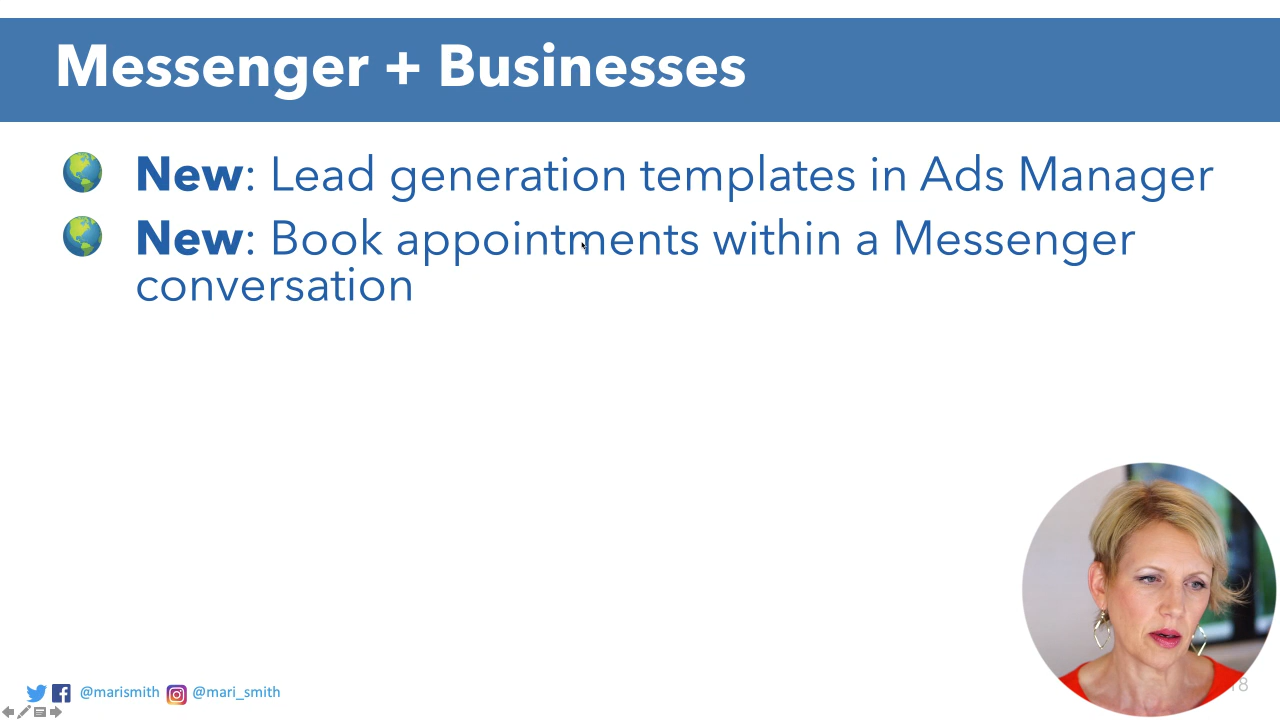 Messenger + Businesses
New: Lead generation templates in Ads Manager
New: Book appointments within a Messenger
conversation
@marismith @mari_smith